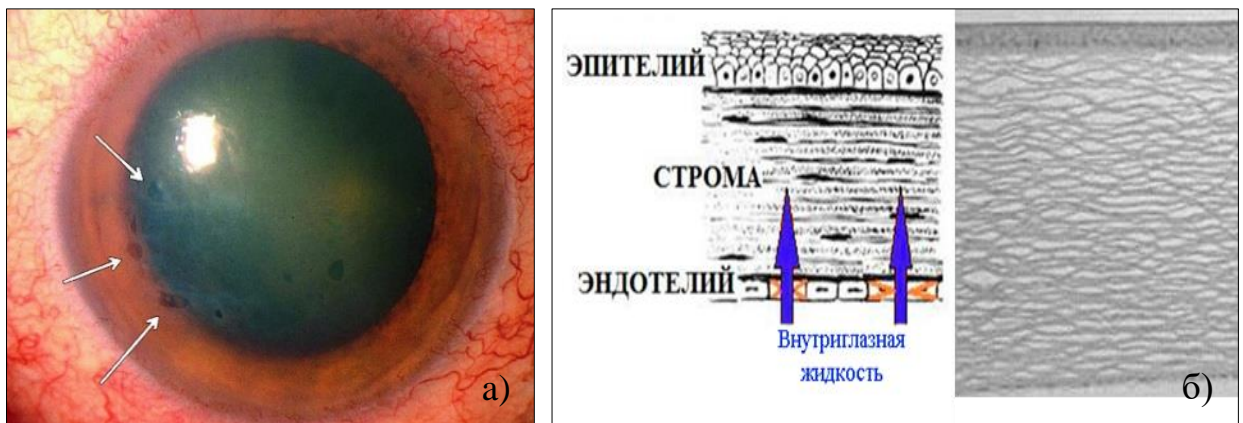 а)
ЭПИТЕЛИЙ
СТРОМА
ЭНДОТЕЛИЙ
Внутриглазная
жидкость
б)